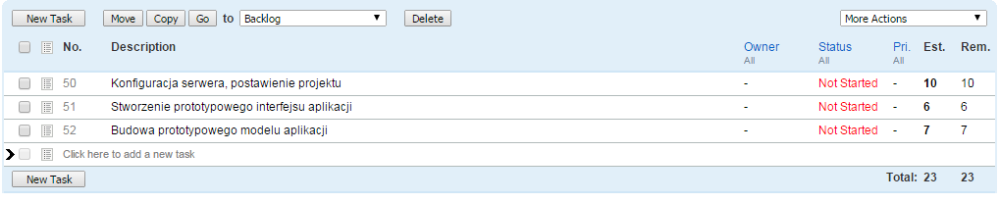 New Task Move Copy Go to Backlog Delete More Actions
No. Description Owner Status Pri. Est. Rem.
All All All
50 Konfiguracja serwera, postawienie projektu - Not Started - 10 10
51 Stworzenie prototypowego interfejsu aplikacji - Not Started - 6 6
52 Budowa prototypowego modelu aplikacji - Not Started - 7 7
Click here to add a new task
New Task Total: 23 23